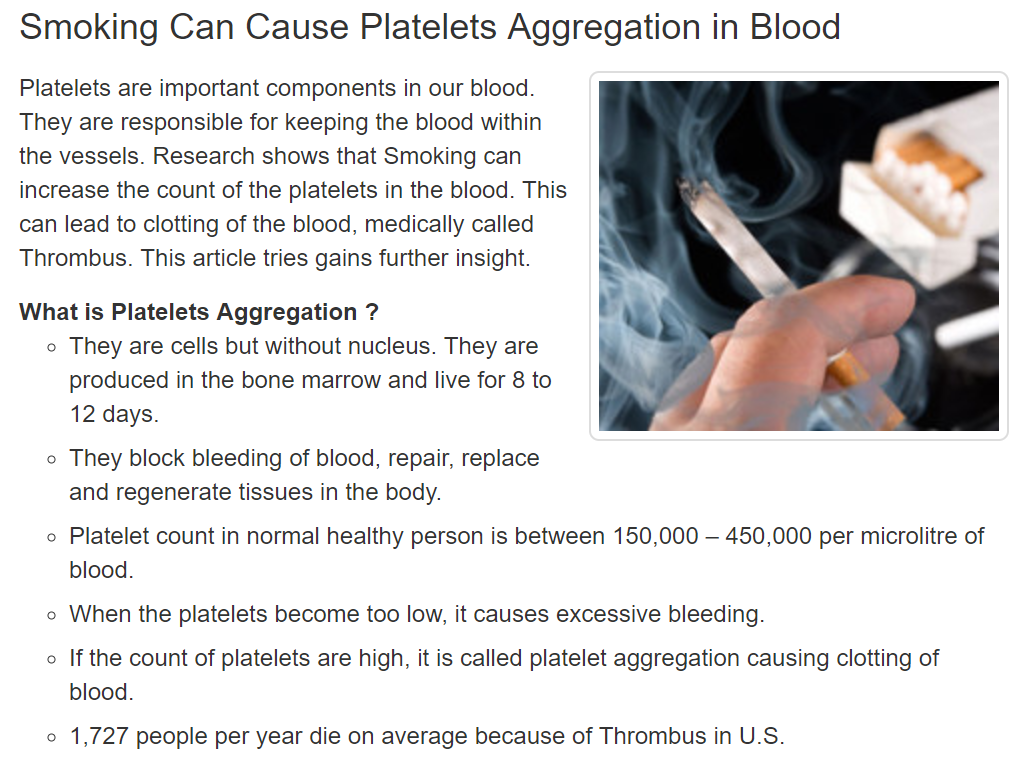 Smoking Can Cause Platelets Aggregation in Blood
Platelets are important components in our blood.
They are responsible for keeping the blood within
the vessels. Research shows that Smoking can
increase the count of the platelets in the blood. This
can lead to clotting of the blood, medically called
Thrombus. This article tries gains further insight.
What is Platelets Aggregation ?
They are cells but without nucleus. They are
produced in the bone marrow and live for 8 to
12 days.
They block bleeding of blood, repair, replace
and regenerate tissues in the body.
Platelet count in normal healthy person is between 150,000 – 450,000 per microlitre of
blood.
When the platelets become too low, it causes excessive bleeding.
If the count of platelets are high, it is called platelet aggregation causing clotting of
blood.
1,727 people per year die on average because of Thrombus in U.S.